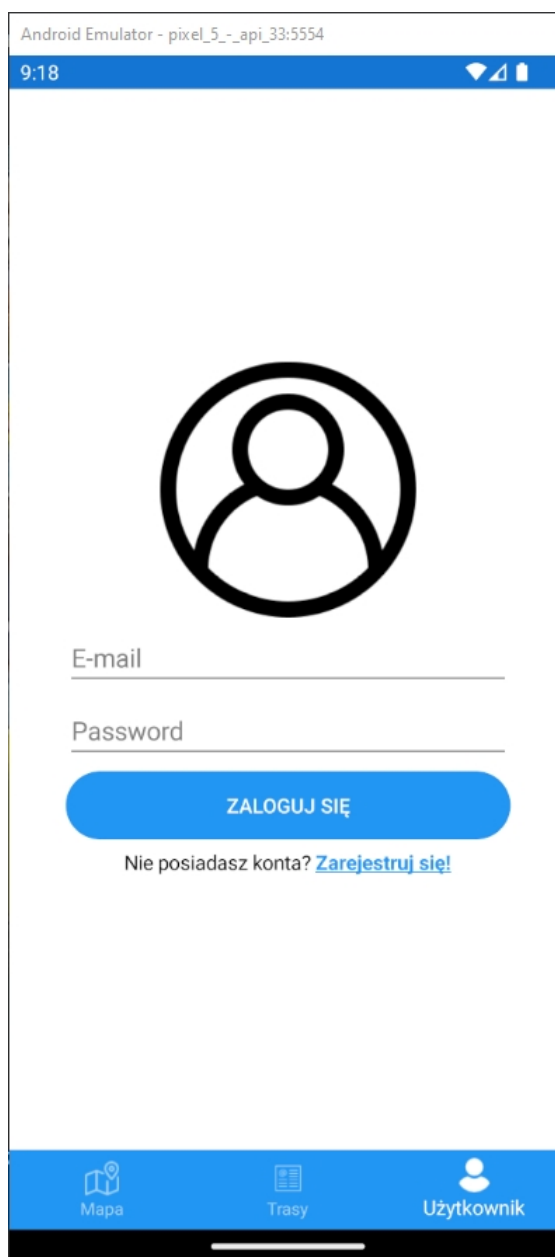 Android Emulator - pixel_5_-_api_33:5554
9:18
E-mail
Password
ZALOGUJ SIĘ
Nie posiadasz konta? Zarejestruj się!
Mapa Trasy Użytkownik